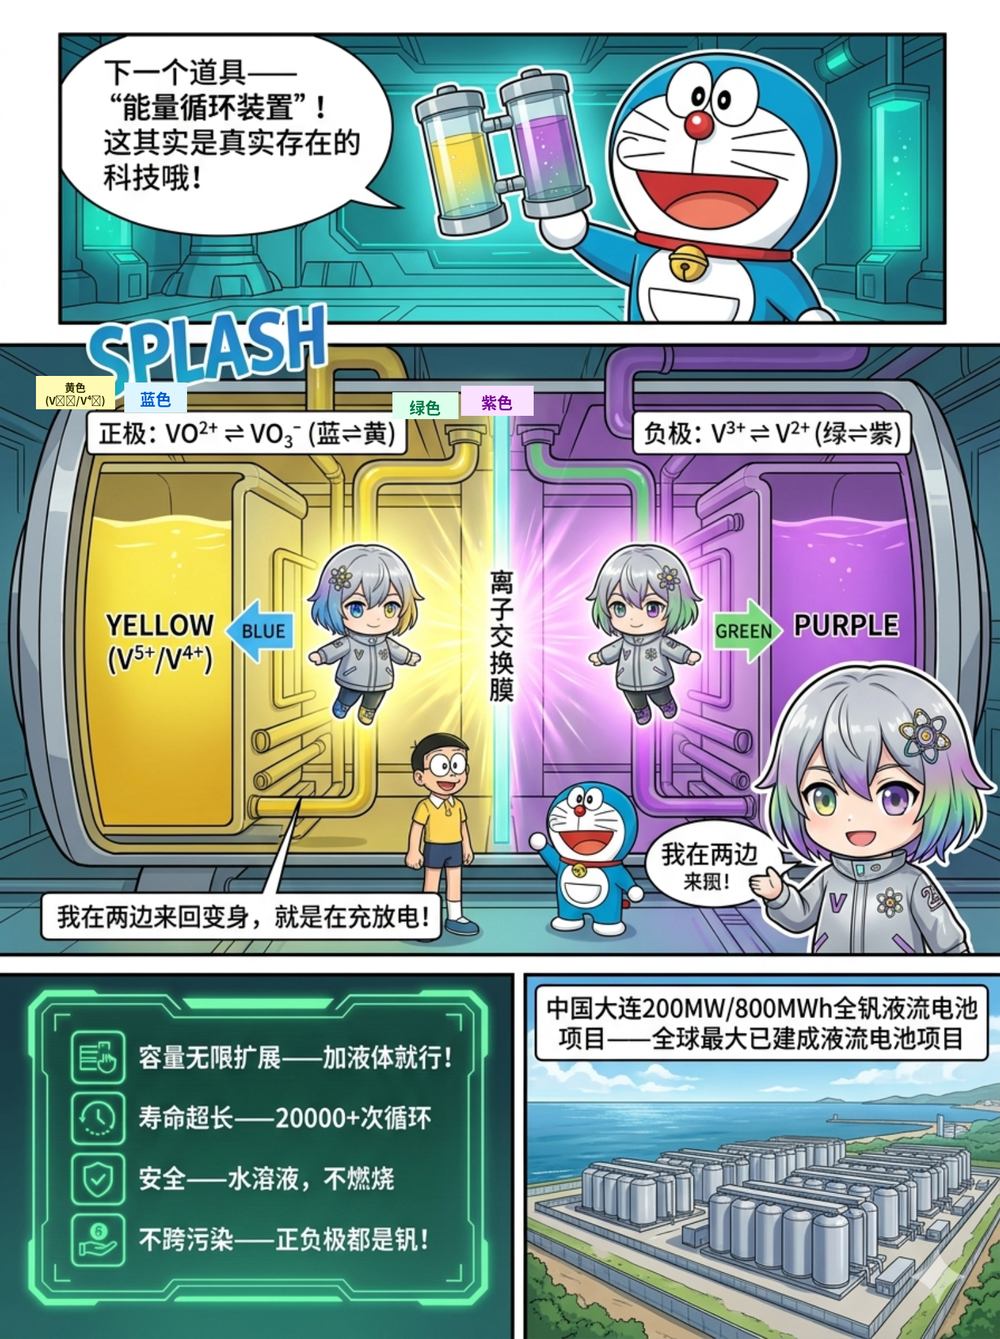 下一个道具——
“能量循环装置”！
这其实是真实存在的
科技哦！
SPLASH
黄色
(V⁴)
蓝色
绿色
紫色
正极：VO²⁺ ⇌ VO₃⁻ (蓝⇌黄)
负极：V³⁺ ⇌ V²⁺ (绿⇌紫)
YELLOW
(V⁵⁺/V⁴⁺)
BLUE
离子交换膜
GREEN
PURPLE
V
我在两边
V
我在两边来回变身，就是在充放电！
容量无限扩展——加液体就行！
寿命超长——20000+次循环
安全——水溶液，不燃烧
不跨污染——正负极都是钒！
中国大连200MW/800MWh全钒液流电池
项目——全球最大已建成液流电池项目